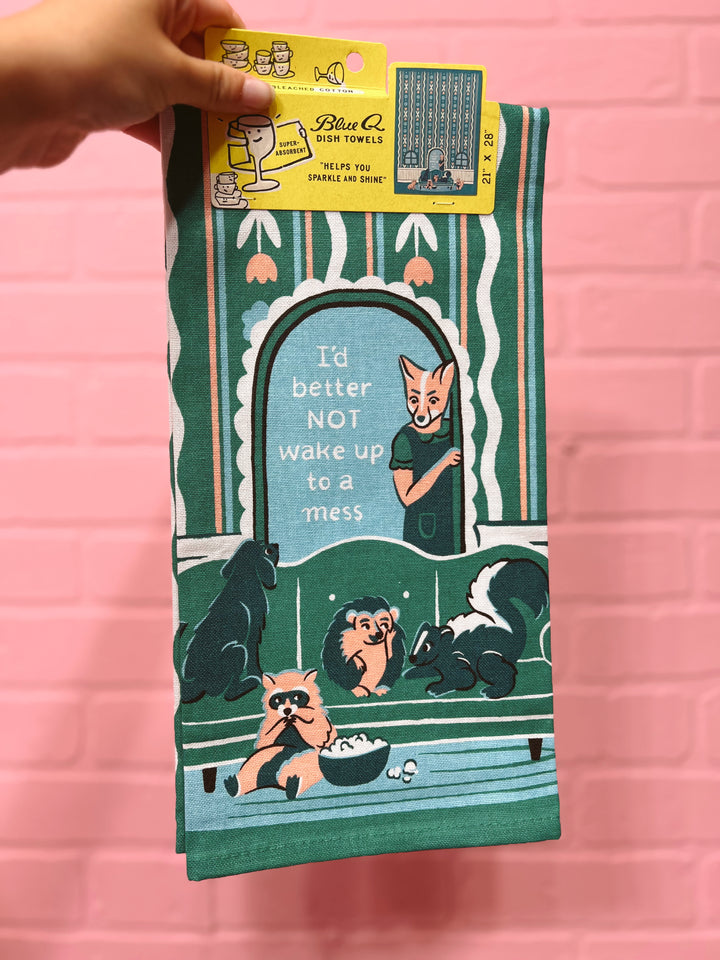 BLEACHED COTTON
Blue Q
DISH TOWELS
SUPER-
ABSORBENT
"HELPS YOU
SPARKLE AND SHINE"
21" X 28"
I'd
better
NOT
wake up
to a
mess